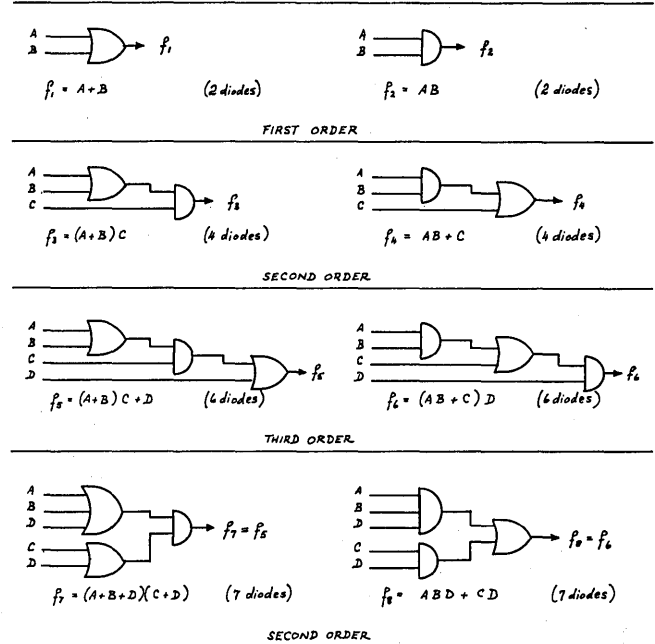 A
B
f₁
A
B
f₂
f₁ = A+B (2 diodes)
f₂ = AB (2 diodes)
FIRST ORDER
A
B
C
f₃
A
B
C
f₄
f₃ = (A+B) C (4 diodes)
f₄ = AB + C (4 diodes)
SECOND ORDER
A
B
C
D
f₅
A
B
C
D
f₆
f₅ = (A+B) C + D (6 diodes)
f₆ = (AB + C) D (6 diodes)
THIRD ORDER
A
B
D
C
D
f₇ = f₅
A
B
D
C
D
f₈ = f₆
f₇ = (A+B+D)(C+D) (7 diodes)
f₈ = ABD + CD (7 diodes)
SECOND ORDER